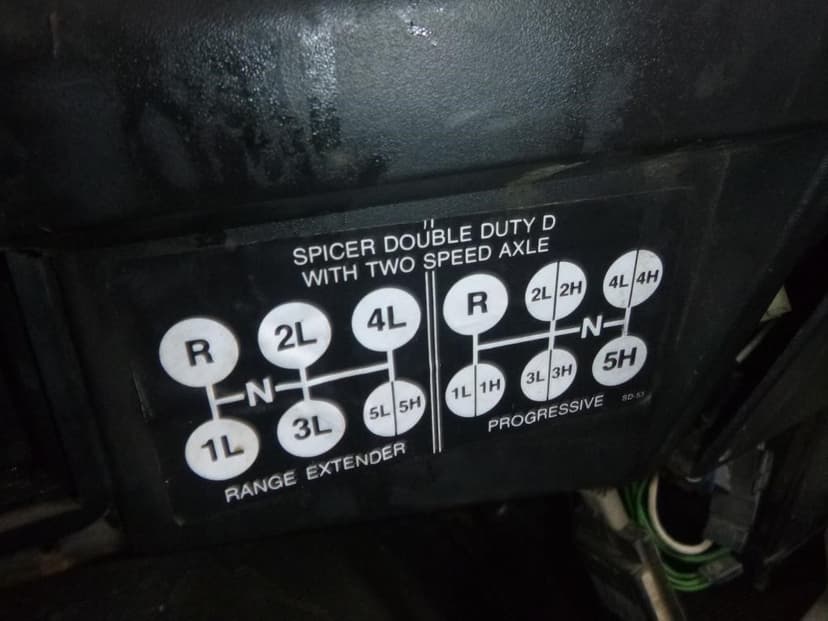 SPICER DOUBLE DUTY D
WITH TWO SPEED AXLE
R 2L 4L
N
1L 3L 5L 5H
RANGE EXTENDER
R 2L 2H 4L 4H
N
1L 1H 3L 3H 5H
PROGRESSIVE